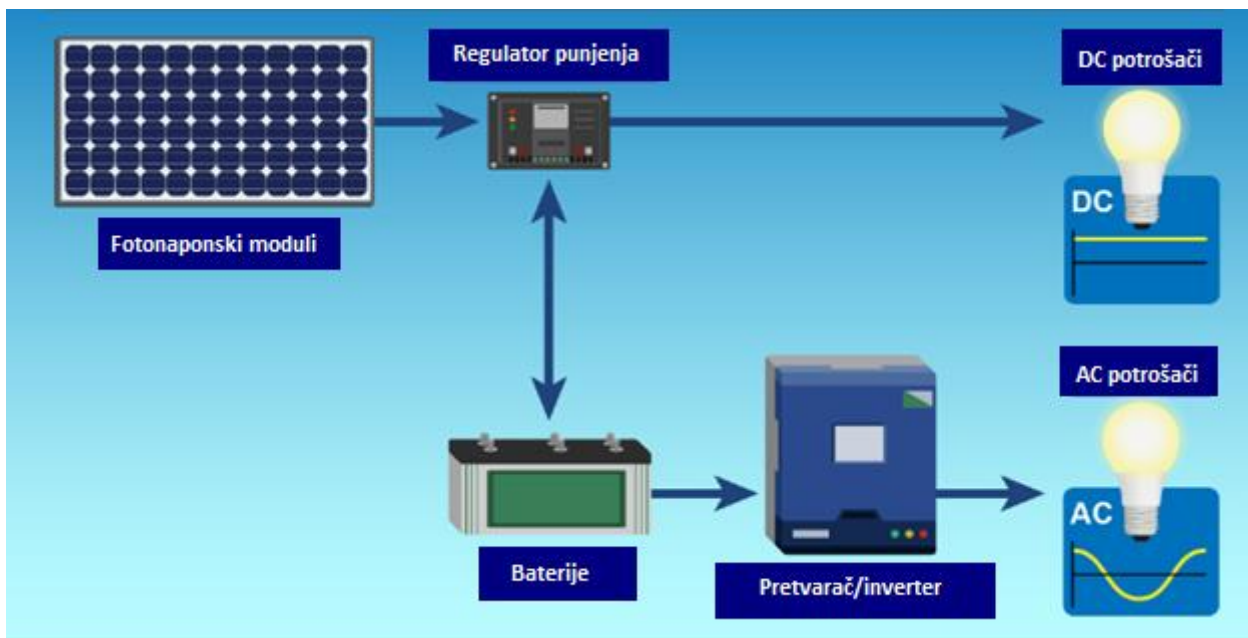 Regulator punjenja
DC potrošači
Fotonaponski moduli
DC
AC potrošači
AC
Baterije
Pretvarač/inverter